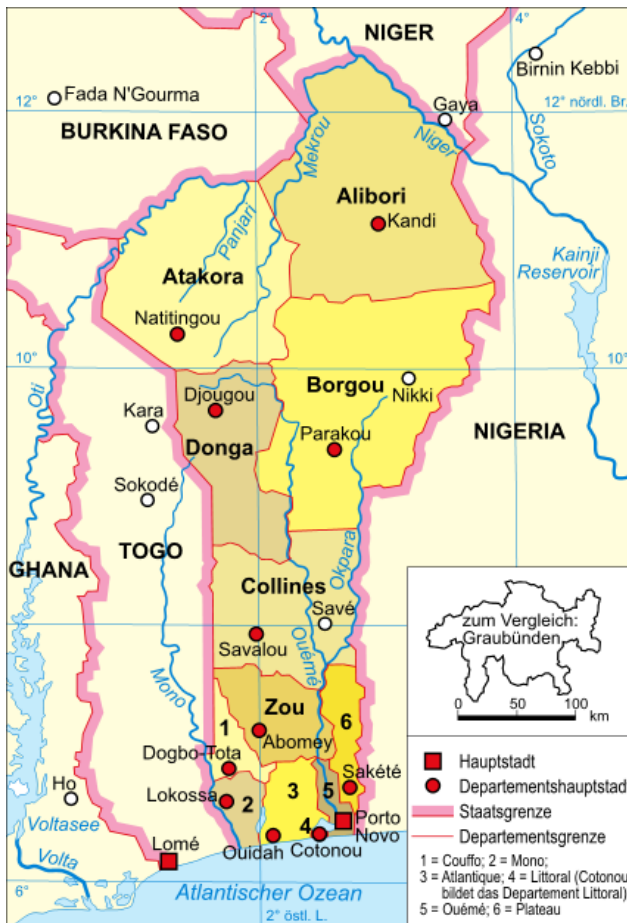 2°
4°
NIGER
Birnin Kebbi
Fada N'Gourma
Gaya
12° nördl. Br.
12°
BURKINA FASO
Mekrou
Niger
Sokoto
Alibori
Kandi
Panjari
Atakora
Kainji
Reservoir
Natitingou
10°
Oti
Borgou
Nikki
Djougou
Kara
Donga
Parakou
NIGERIA
Sokodé
TOGO
GHANA
Okpara
Collines
Savé
Savalou
Ouémé
Mono
zum Vergleich:
Graubünden
0 50 100
km
Zou
1
6
Abomey
Dogbo-Tota
Sakété
Lokossa
2
3
5
Ho
Porto
Novo
4
Voltasee
Lomé
Ouidah
Cotonou
Volta
6°
Atlantischer Ozean
2° östl. L.
Hauptstadt
Departementshauptstadt
Staatsgrenze
Departementsgrenze
1 = Couffo; 2 = Mono;
3 = Atlantique; 4 = Littoral (Cotonou
bildet das Departement Littoral)
5 = Ouémé; 6 = Plateau